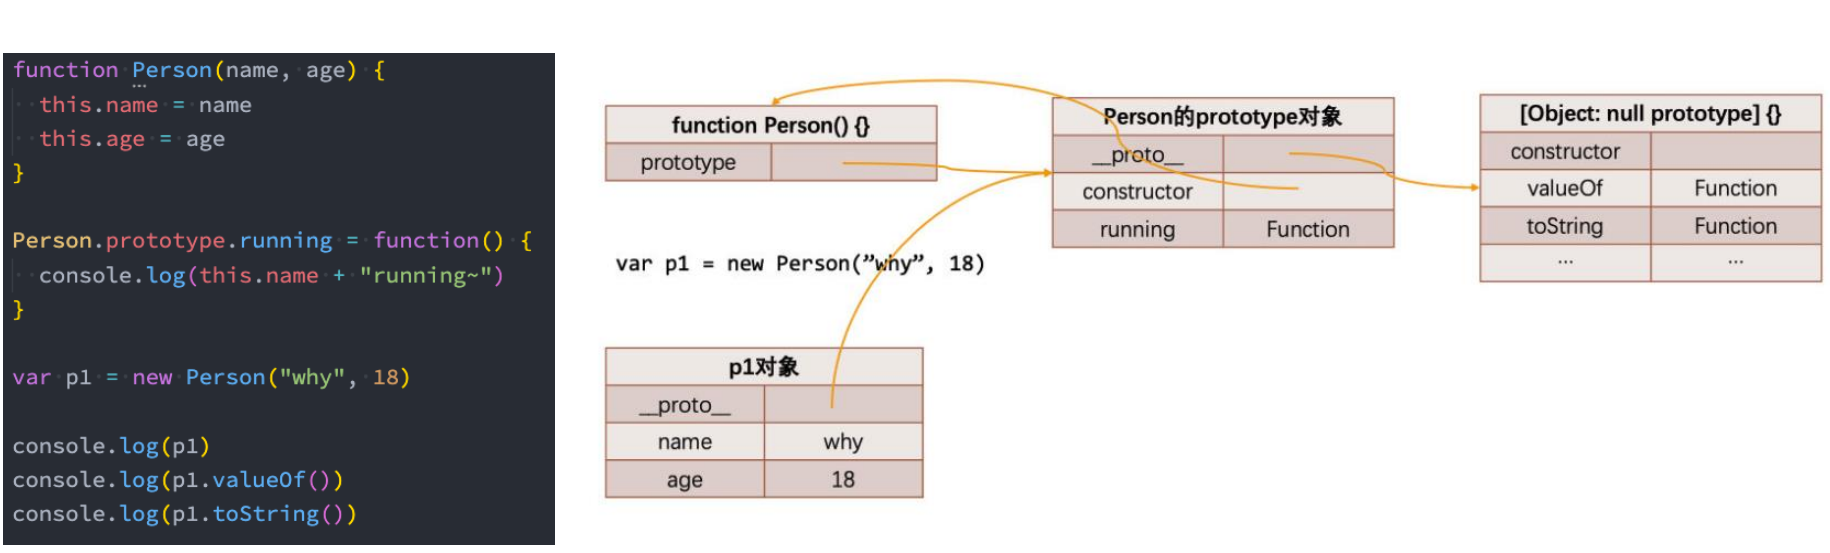 function Person(name, age) {
  this.name = name
  this.age = age
}
Person.prototype.running = function() {
  console.log(this.name + "running~")
}
var p1 = new Person("why", 18)
console.log(p1)
console.log(p1.valueOf())
console.log(p1.toString())
function Person() {}
prototype
Person的prototype对象
__proto__
constructor
running Function
[Object: null prototype] {}
constructor
valueOf Function
toString Function
... ...
var p1 = new Person(”why”, 18)
p1对象
__proto__
name why
age 18